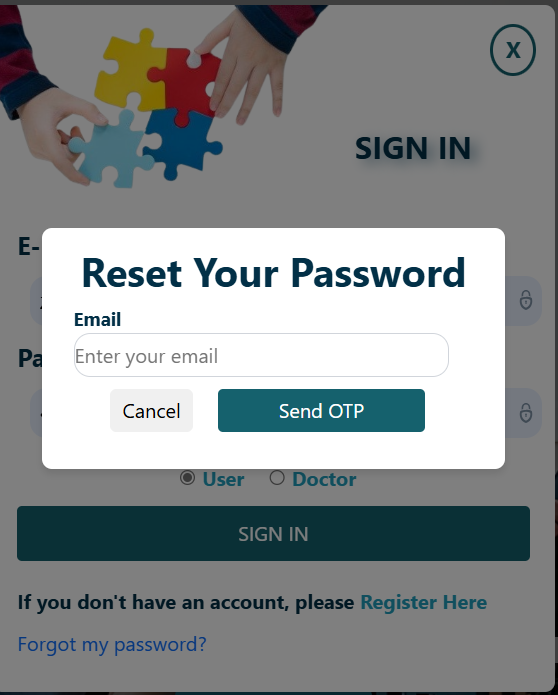 X
SIGN IN
E-
Reset Your Password
Email
Enter your email
Pa
Cancel
Send OTP
User
Doctor
SIGN IN
If you don't have an account, please Register Here
Forgot my password?